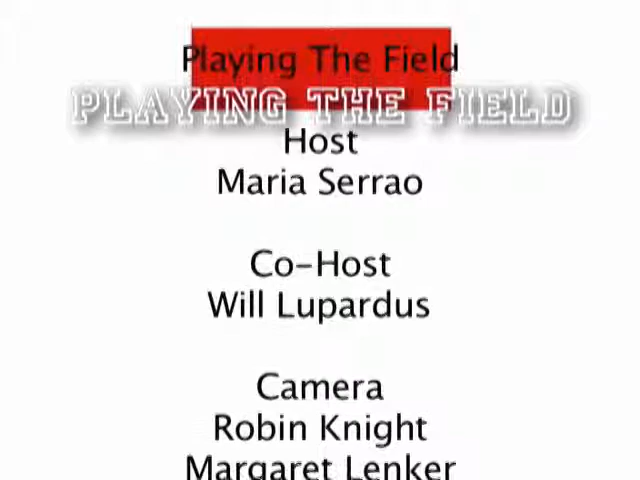 Playing The Field
PLAYING THE FIELD
Host
Maria Serrao
Co-Host
Will Lupardus
Camera
Robin Knight
Margaret Lenker